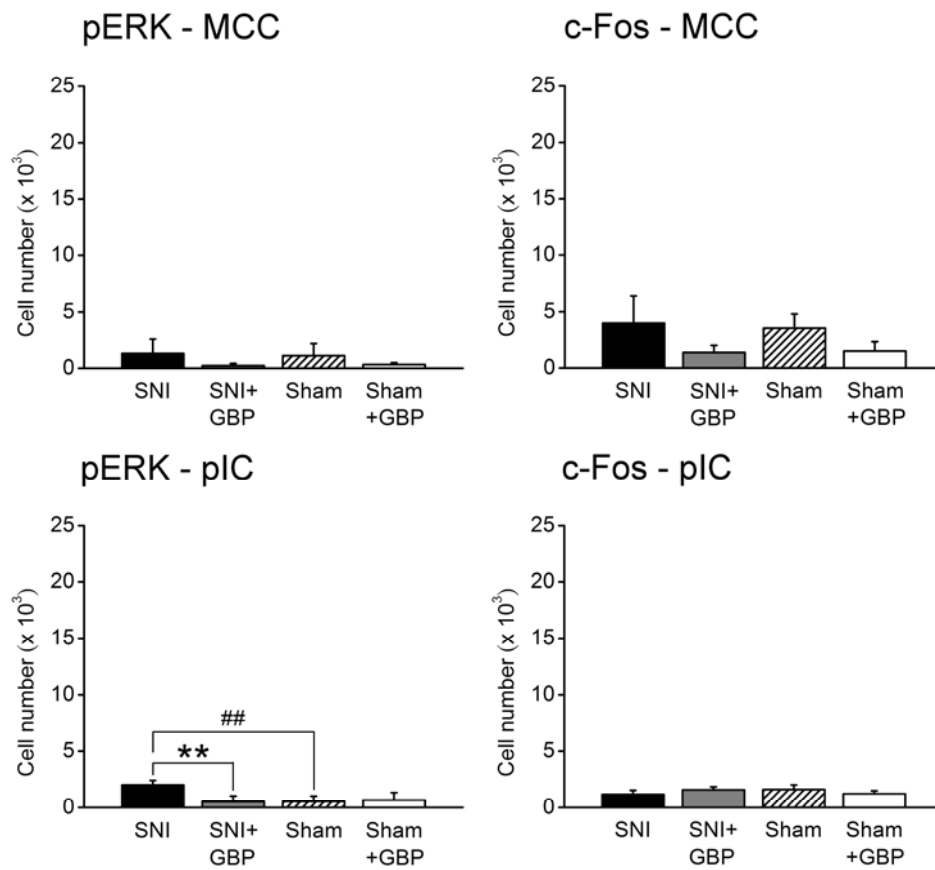 pERK - MCC
Cell number (x 10³)
25
20
15
10
5
0
SNI
SNI+
GBP
Sham
Sham
+GBP
c-Fos - MCC
Cell number (x 10³)
25
20
15
10
5
0
SNI
SNI+
GBP
Sham
Sham
+GBP
pERK - pIC
Cell number (x 10³)
25
20
15
10
5
0
##
**
SNI
SNI+
GBP
Sham
Sham
+GBP
c-Fos - pIC
Cell number (x 10³)
25
20
15
10
5
0
SNI
SNI+
GBP
Sham
Sham
+GBP